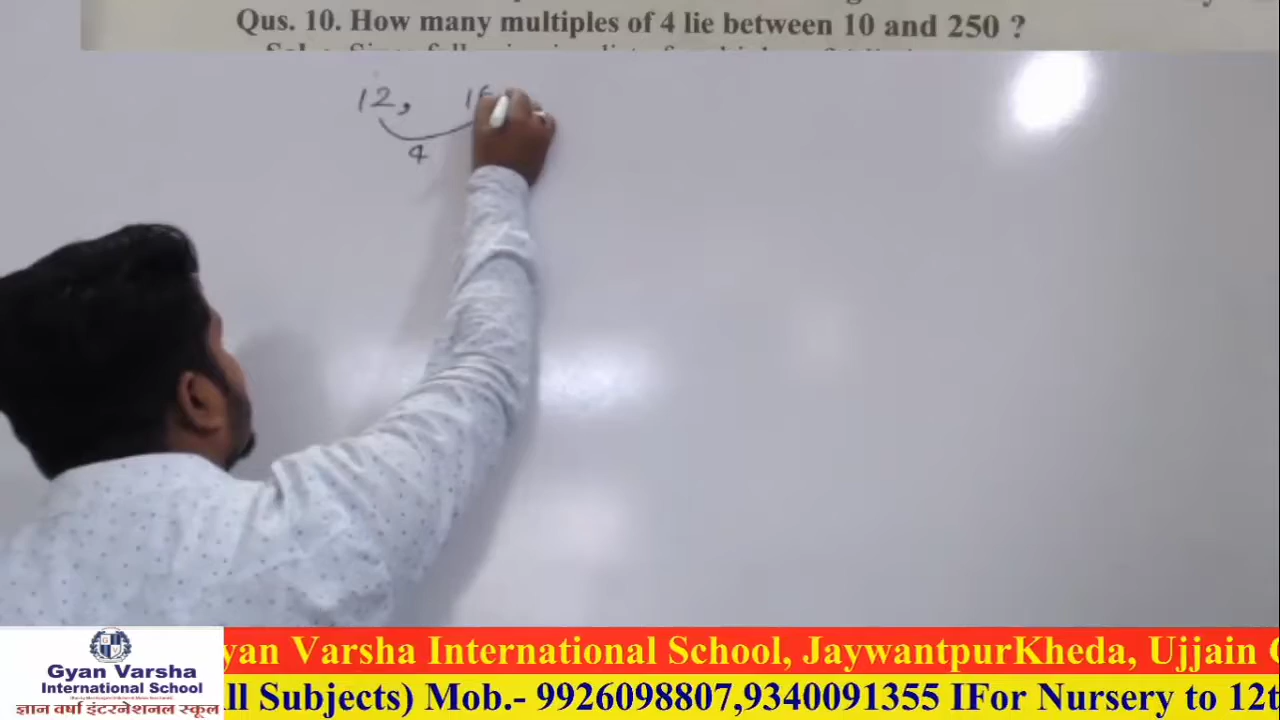 Qus. 10. How many multiples of 4 lie between 10 and 250 ?
12, 16
4
Gyan Varsha
International School
ज्ञान वर्षा इंटरनेशनल स्कूल
yan Varsha International School, JaywantpurKheda, Ujjain
ll Subjects) Mob.- 9926098807,9340091355 IFor Nursery to 12t